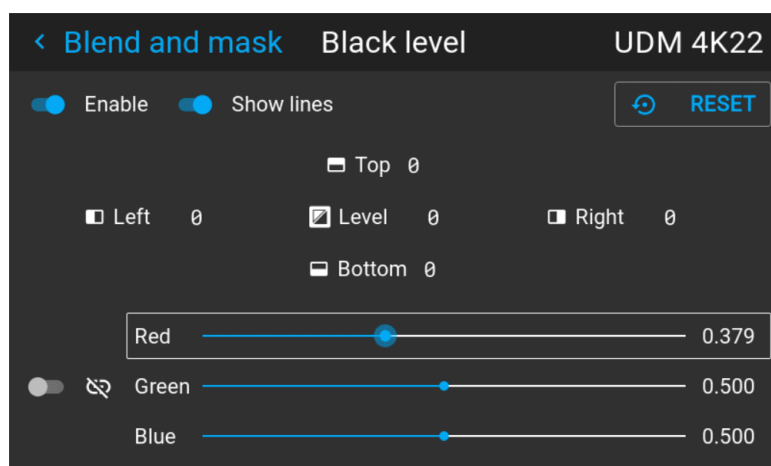 Blend and mask Black level UDM 4K22
Enable Show lines RESET
Top 0
Left 0 Level 0 Right 0
Bottom 0
Red 0.379
Green 0.500
Blue 0.500